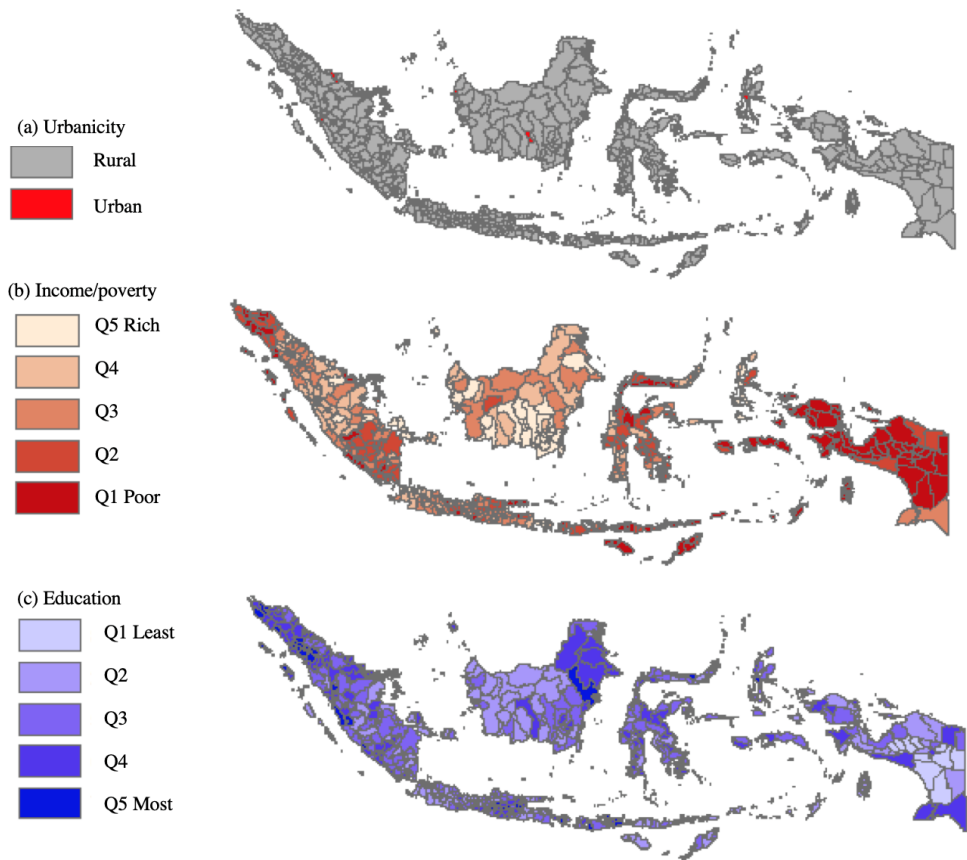 (a) Urbanicity
Rural
Urban
(b) Income/poverty
Q5 Rich
Q4
Q3
Q2
Q1 Poor
(c) Education
Q1 Least
Q2
Q3
Q4
Q5 Most